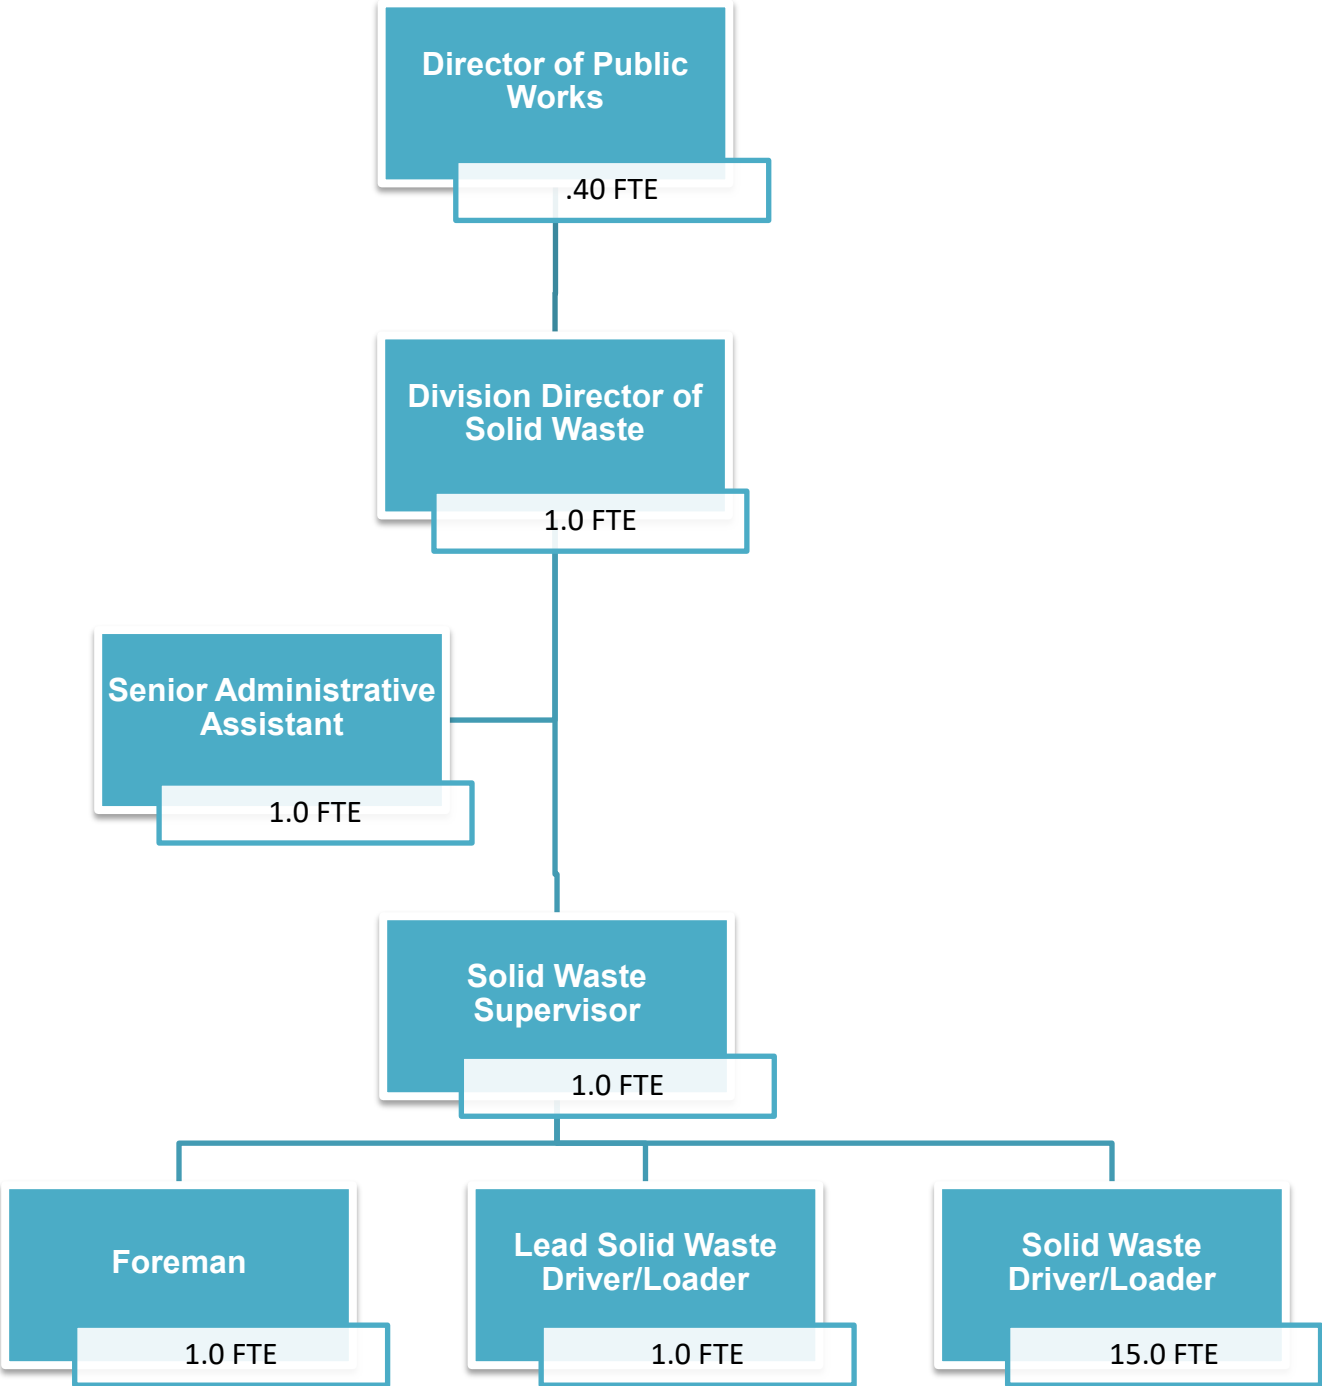 Director of Public
Works
.40 FTE
Division Director of
Solid Waste
1.0 FTE
Senior Administrative
Assistant
1.0 FTE
Solid Waste
Supervisor
1.0 FTE
Foreman
1.0 FTE
Lead Solid Waste
Driver/Loader
1.0 FTE
Solid Waste
Driver/Loader
15.0 FTE